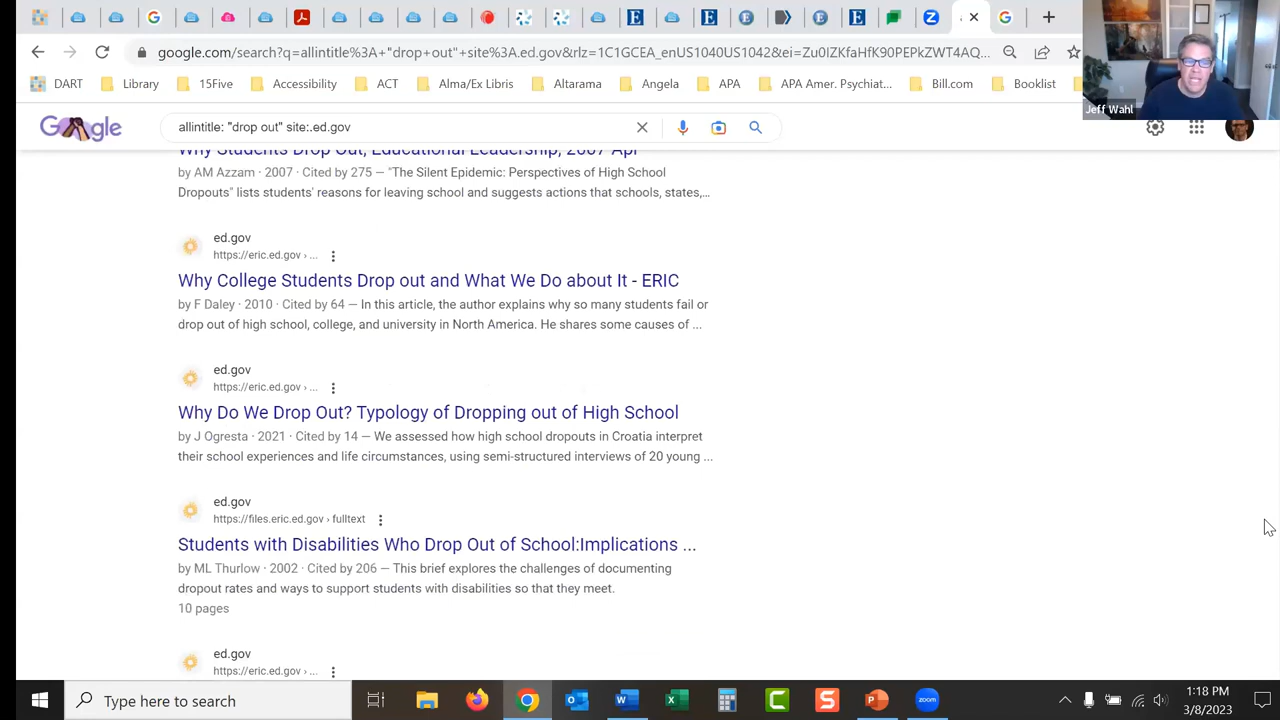 google.com/search?q=allintitle%3A+"drop+out"+site%3A.ed.gov&rlz=1C1GCEA_enUS1040US1042&ei=Zu0IZKfaHfK90PEPkZWT4AQ...
DART
Library
15Five
Accessibility
ACT
Alma/Ex Libris
Altarama
Angela
APA
APA Amer. Psychiat...
Bill.com
Booklist
Jeff Wahl
Google
allintitle: "drop out" site:.ed.gov
Why Students Drop Out, Educational Leadership, 2007-Apr
by AM Azzam · 2007 · Cited by 275 — "The Silent Epidemic: Perspectives of High School
Dropouts" lists students' reasons for leaving school and suggests actions that schools, states,...
ed.gov
https://eric.ed.gov › ...
Why College Students Drop out and What We Do about It - ERIC
by F Daley · 2010 · Cited by 64 — In this article, the author explains why so many students fail or
drop out of high school, college, and university in North America. He shares some causes of ...
ed.gov
https://eric.ed.gov › ...
Why Do We Drop Out? Typology of Dropping out of High School
by J Ogresta · 2021 · Cited by 14 — We assessed how high school dropouts in Croatia interpret
their school experiences and life circumstances, using semi-structured interviews of 20 young ...
ed.gov
https://files.eric.ed.gov › fulltext
Students with Disabilities Who Drop Out of School:Implications ...
by ML Thurlow · 2002 · Cited by 206 — This brief explores the challenges of documenting
dropout rates and ways to support students with disabilities so that they meet.
10 pages
ed.gov
https://eric.ed.gov › ...
Type here to search
zoom
1:18 PM
3/8/2023